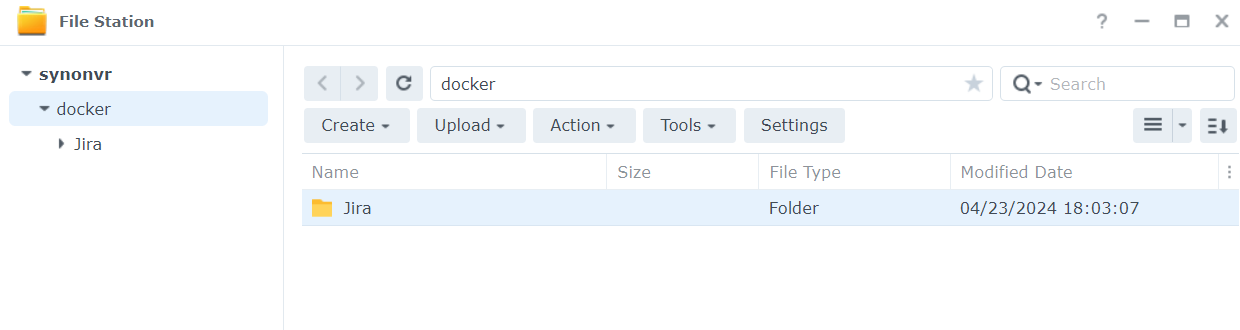 File Station
?
synonvr
docker
Jira
docker
Search
Create Upload Action Tools Settings
Name Size File Type Modified Date
Jira Folder 04/23/2024 18:03:07